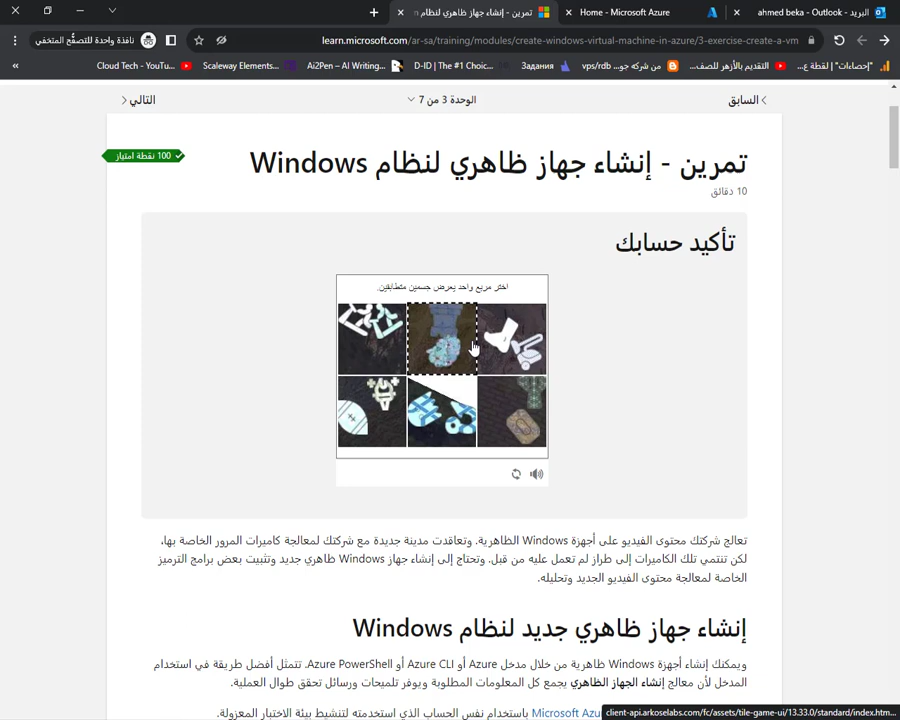 تمرين - إنشاء جهاز ظاهري لنظام
Home - Microsoft Azure
البريد - ahmed beka - Outlook
نافذة واحدة للتصفُّح المتخفي
learn.microsoft.com/ar-sa/training/modules/create-windows-virtual-machine-in-azure/3-exercise-create-a-vm
«
Cloud Tech - YouTu...
Scaleway Elements...
Ai2Pen – AI Writing...
D-ID | The #1 Choic...
Задания
من شركه جو... vps/rdb
التقديم بالأزهر للصف...
"إحصاءات" | لقطة ع...
السابق
الوحدة 3 من 7
التالي
100 نقطة امتياز
تمرين - إنشاء جهاز ظاهري لنظام Windows
10 دقائق
تأكيد حسابك
اختر مربع واحد يعرض جسمين متطابقين.
تعالج شركتك محتوى الفيديو على أجهزة Windows الظاهرية. وتعاقدت مدينة جديدة مع شركتك لمعالجة كاميرات المرور الخاصة بها،
لكن تنتمي تلك الكاميرات إلى طراز لم تعمل عليه من قبل. وتحتاج إلى إنشاء جهاز Windows ظاهري جديد وتثبيت بعض برامج الترميز
الخاصة لمعالجة محتوى الفيديو الجديد وتحليله.
إنشاء جهاز ظاهري جديد لنظام Windows
ويمكنك إنشاء أجهزة Windows ظاهرية من خلال مدخل Azure أو Azure CLI أو Azure PowerShell. تتمثل أفضل طريقة في استخدام
المدخل لأن معالج إنشاء الجهاز الظاهري يجمع كل المعلومات المطلوبة ويوفر تلميحات ورسائل تحقق طوال العملية.
Microsoft Azu باستخدام نفس الحساب الذي استخدمته لتنشيط بيئة الاختبار المعزولة.
client-api.arkoselabs.com/fc/assets/tile-game-ui/13.33.0/standard/index.htm...